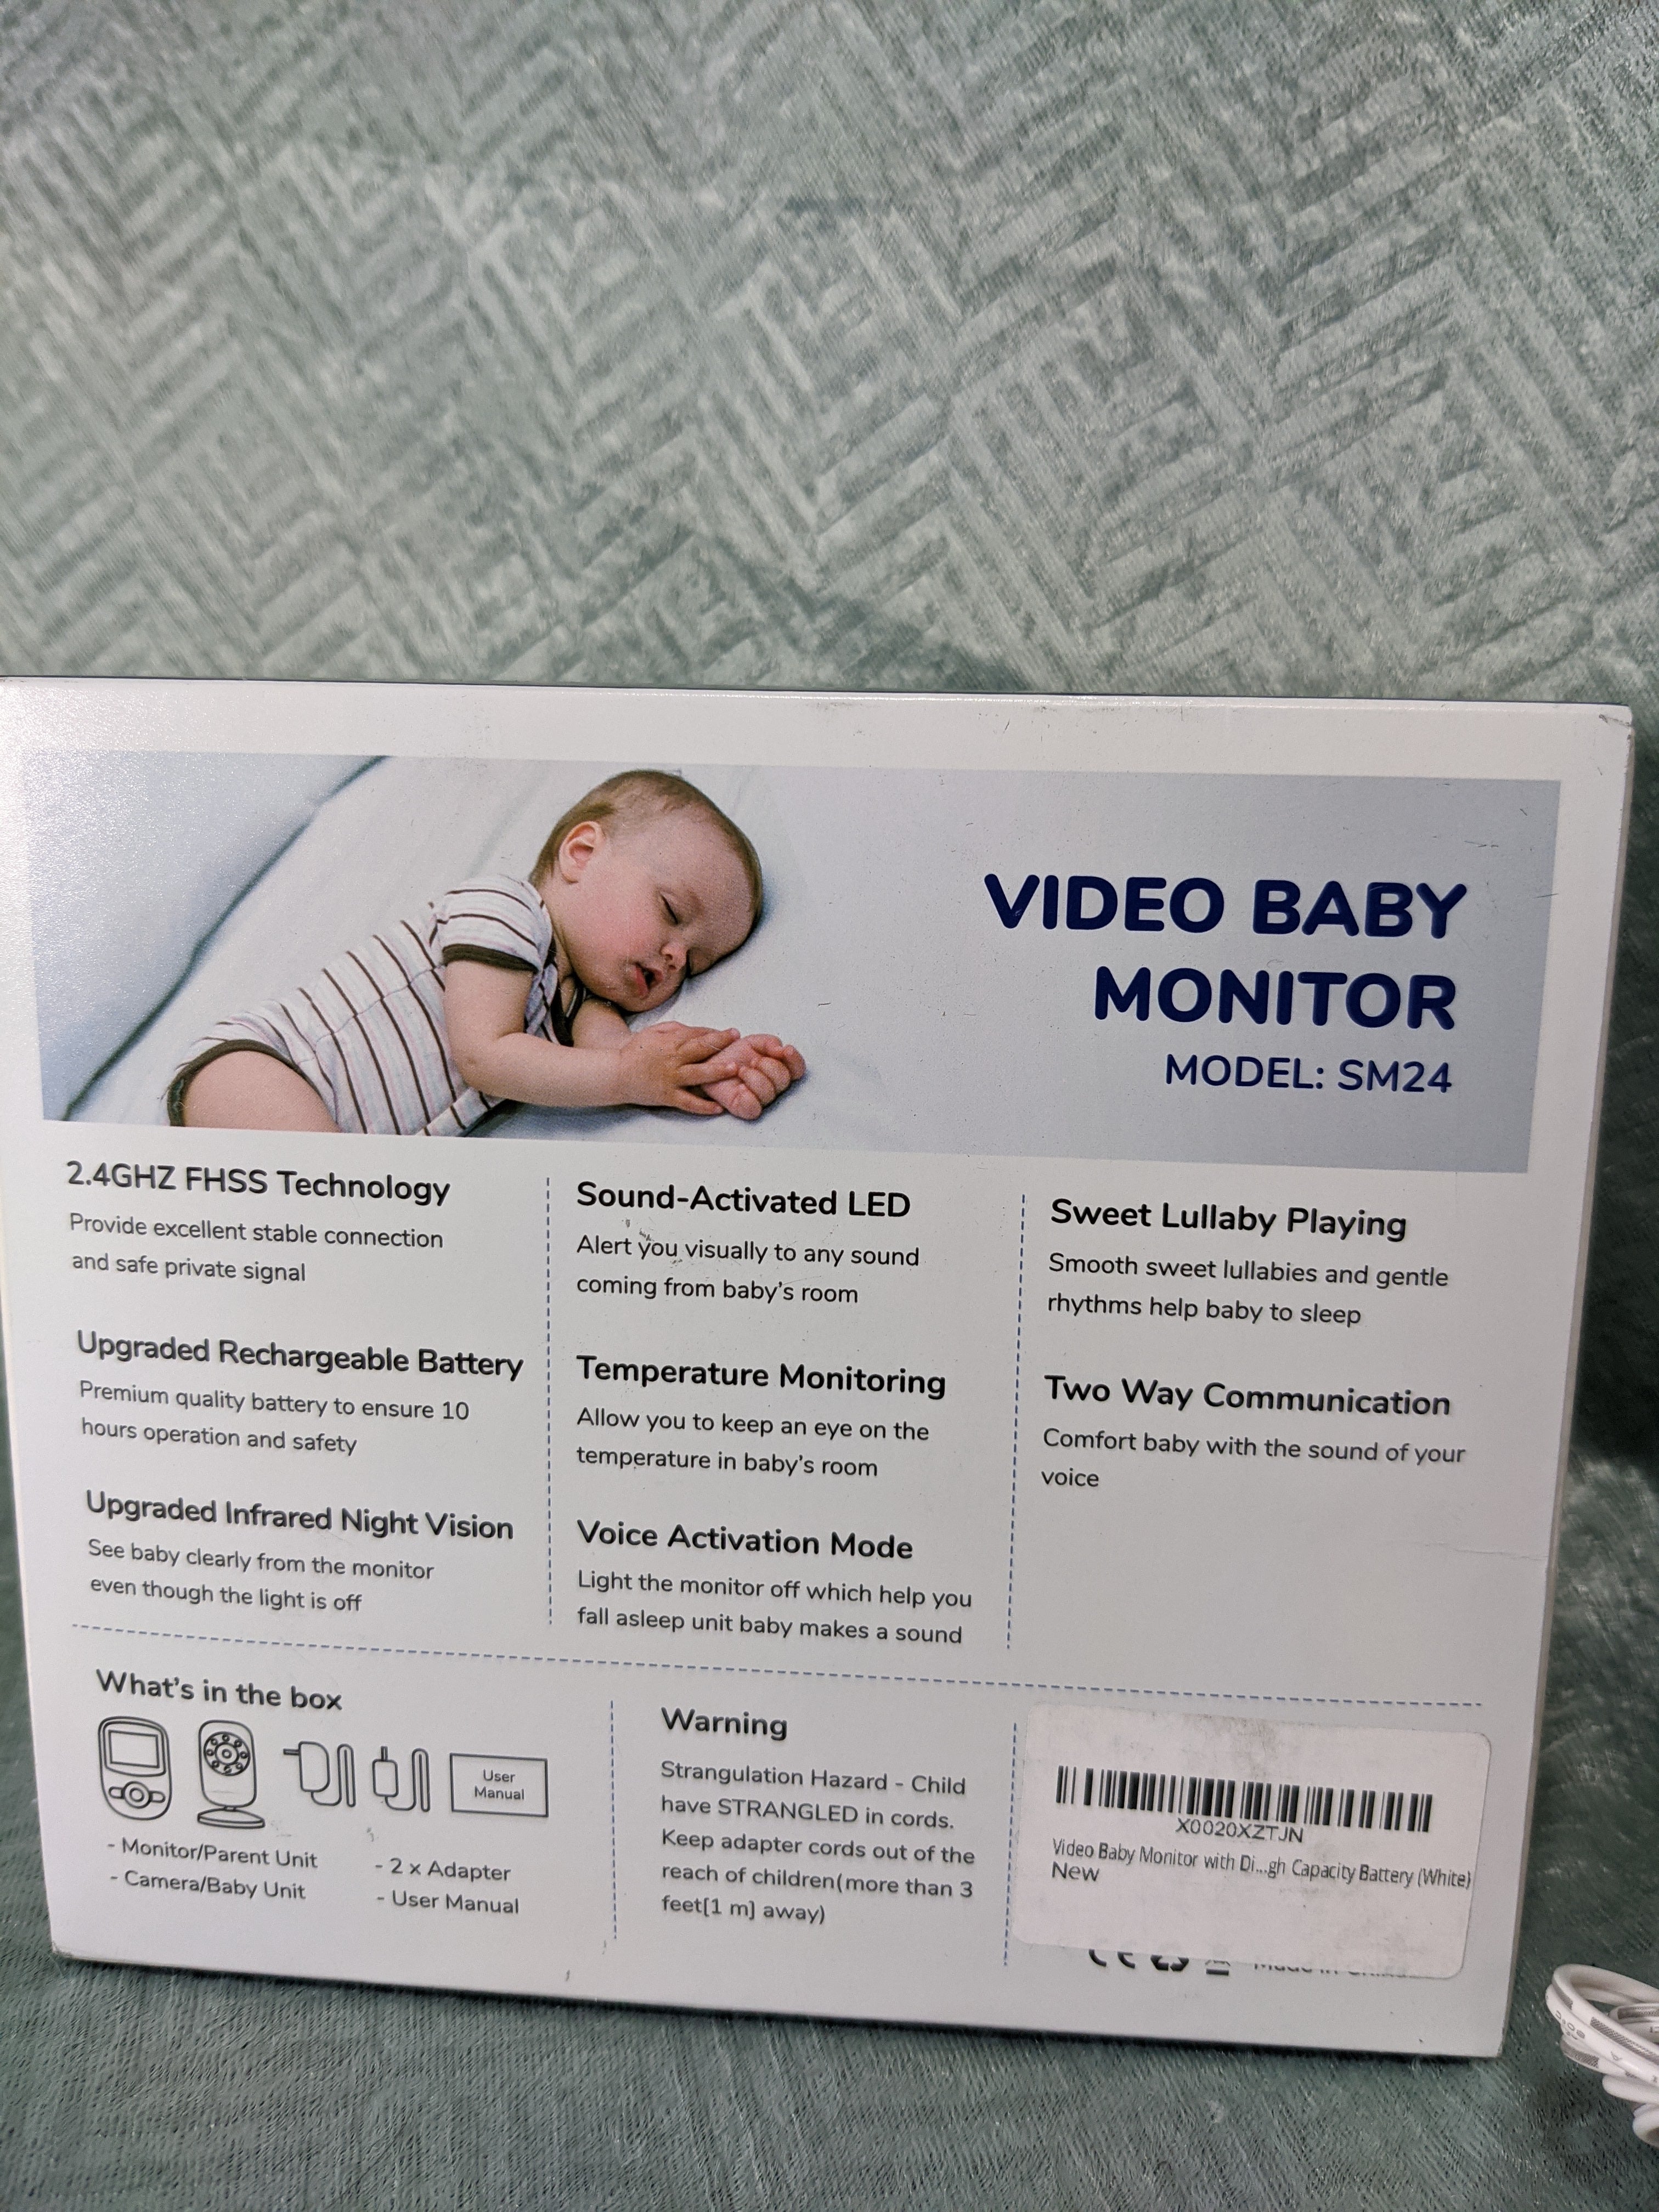 VIDEO BABY
MONITOR
MODEL: SM24
2.4GHZ FHSS Technology
Provide excellent stable connection
and safe private signal
Upgraded Rechargeable Battery
Premium quality battery to ensure 10
hours operation and safety
Upgraded Infrared Night Vision
See baby clearly from the monitor
even though the light is off
Sound-Activated LED
Alert you visually to any sound
coming from baby's room
Temperature Monitoring
Allow you to keep an eye on the
temperature in baby's room
Voice Activation Mode
Light the monitor off which help you
fall asleep unit baby makes a sound
Sweet Lullaby Playing
Smooth sweet lullabies and gentle
rhythms help baby to sleep
Two Way Communication
Comfort baby with the sound of your
voice
What's in the box
User
Manual
- Monitor/Parent Unit
- Camera/Baby Unit
- 2 x Adapter
- User Manual
Warning
Strangulation Hazard - Child
have STRANGLED in cords.
Keep adapter cords out of the
reach of children(more than 3
feet[1 m] away)
X0020XZTJN
Video Baby Monitor with Di...gh Capacity Battery (White)
New